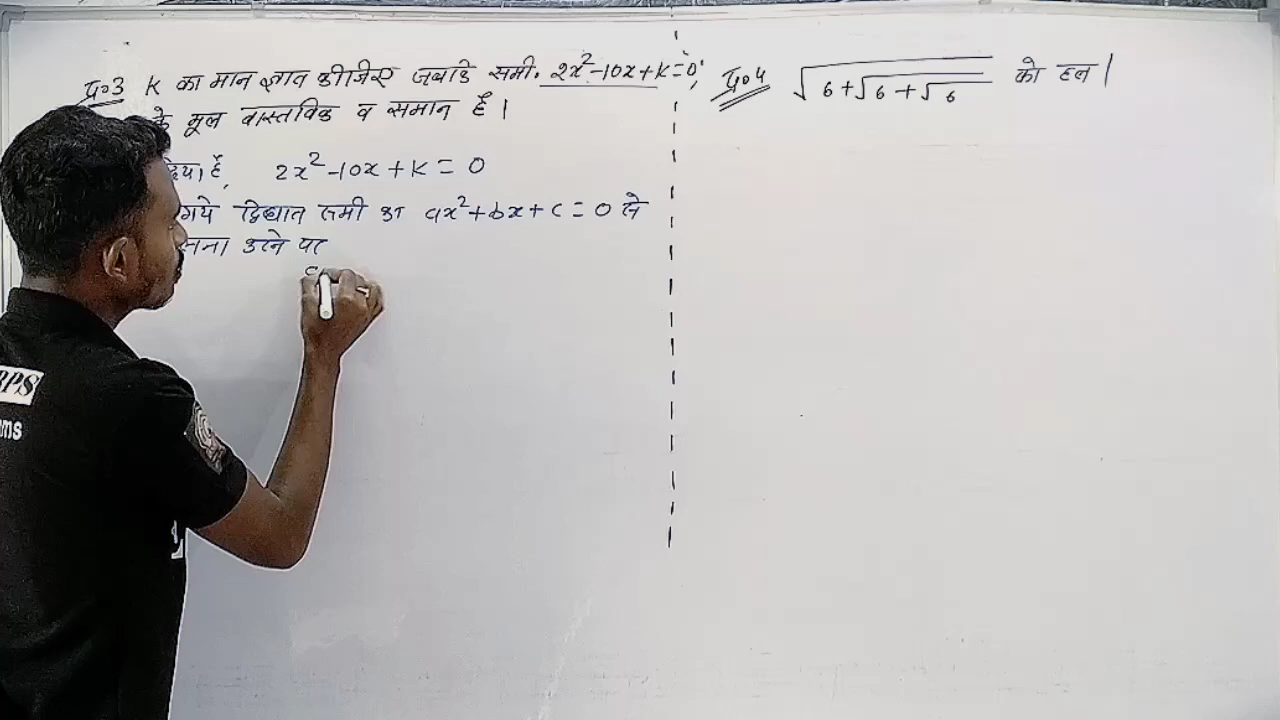 प्र०3 K का मान ज्ञात कीजिए जबकि समी. 2x²-10x+K=0,
के मूल वास्तविक व समान है।
है, 2x²-10x+K=0
गये द्विघात समी का ax²+bx+c=0 से
करने पर
प्र०4 √6+√6+√6 को हल।